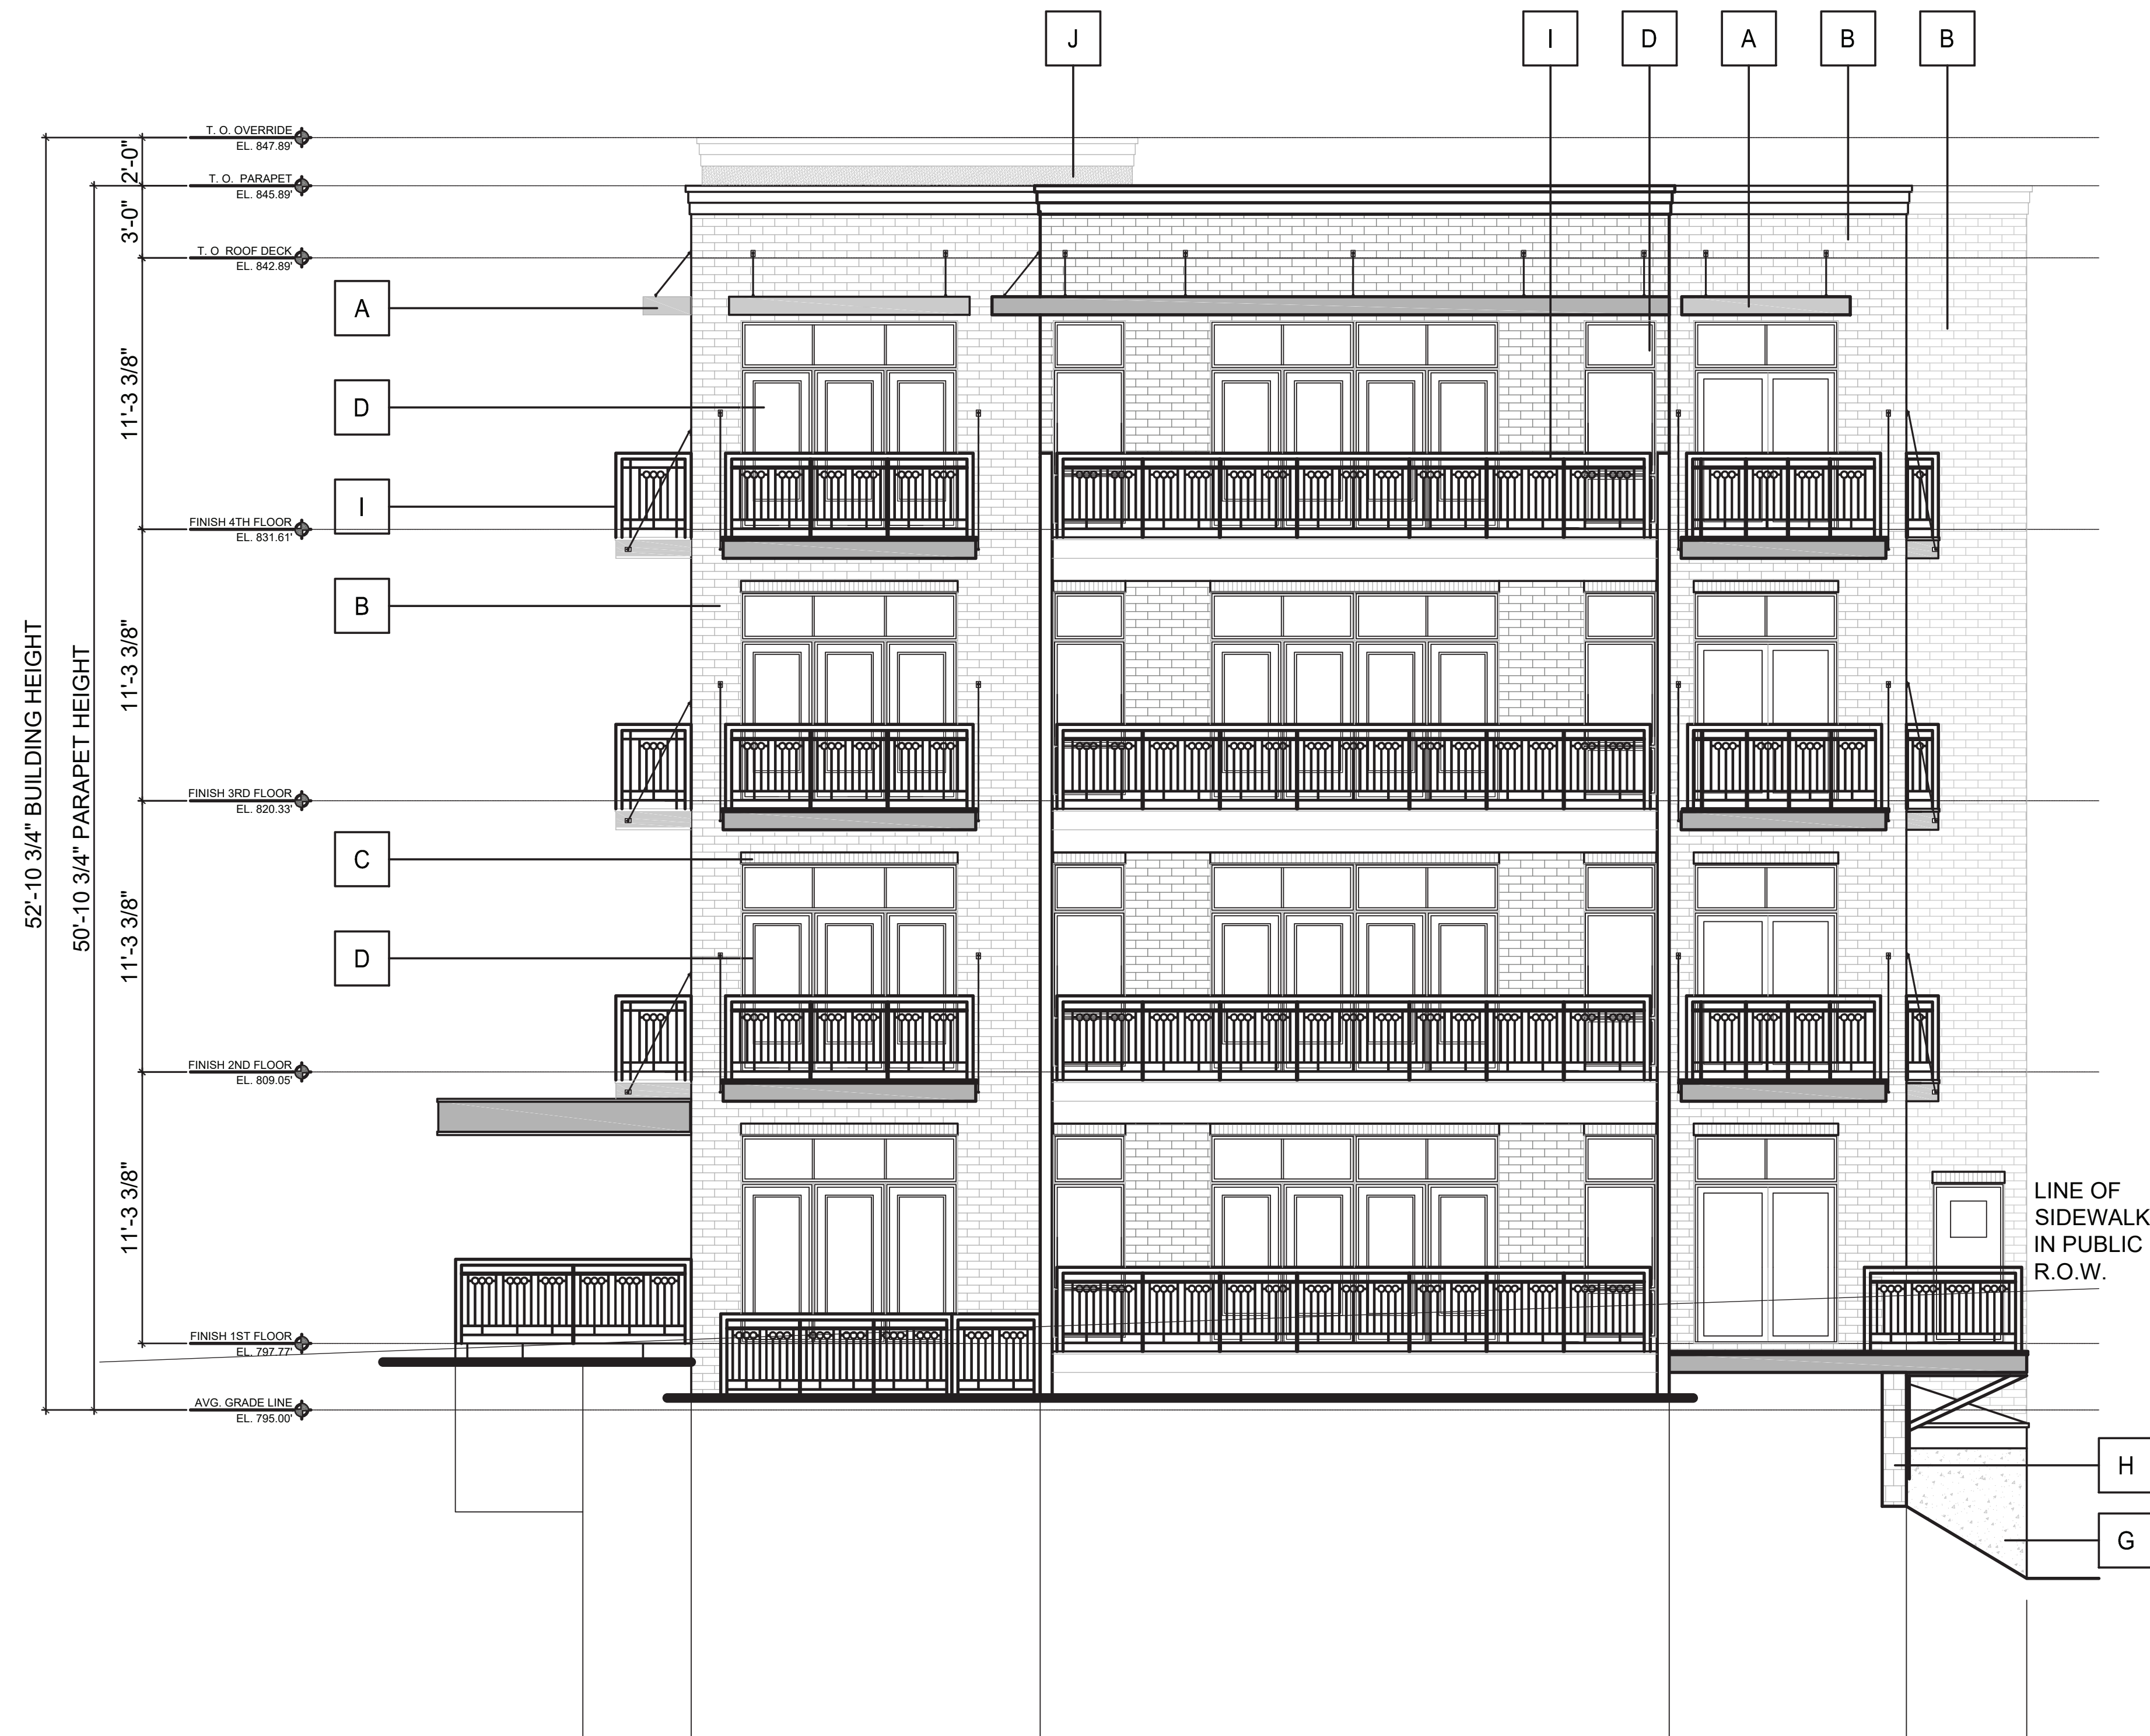 J
I
D
A
B
B
T. O. OVERRIDE
EL. 847.89'
2'-0"
T. O. PARAPET
EL. 845.89'
3'-0"
T. O ROOF DECK
EL. 842.89'
A
11'-3 3/8"
D
I
FINISH 4TH FLOOR
EL. 831.61'
B
11'-3 3/8"
52'-10 3/4" BUILDING HEIGHT
50'-10 3/4" PARAPET HEIGHT
FINISH 3RD FLOOR
EL. 820.33'
C
11'-3 3/8"
D
FINISH 2ND FLOOR
EL. 809.05'
11'-3 3/8"
LINE OF
SIDEWALK
IN PUBLIC
R.O.W.
FINISH 1ST FLOOR
EL. 797.77'
AVG. GRADE LINE
EL. 795.00'
H
G